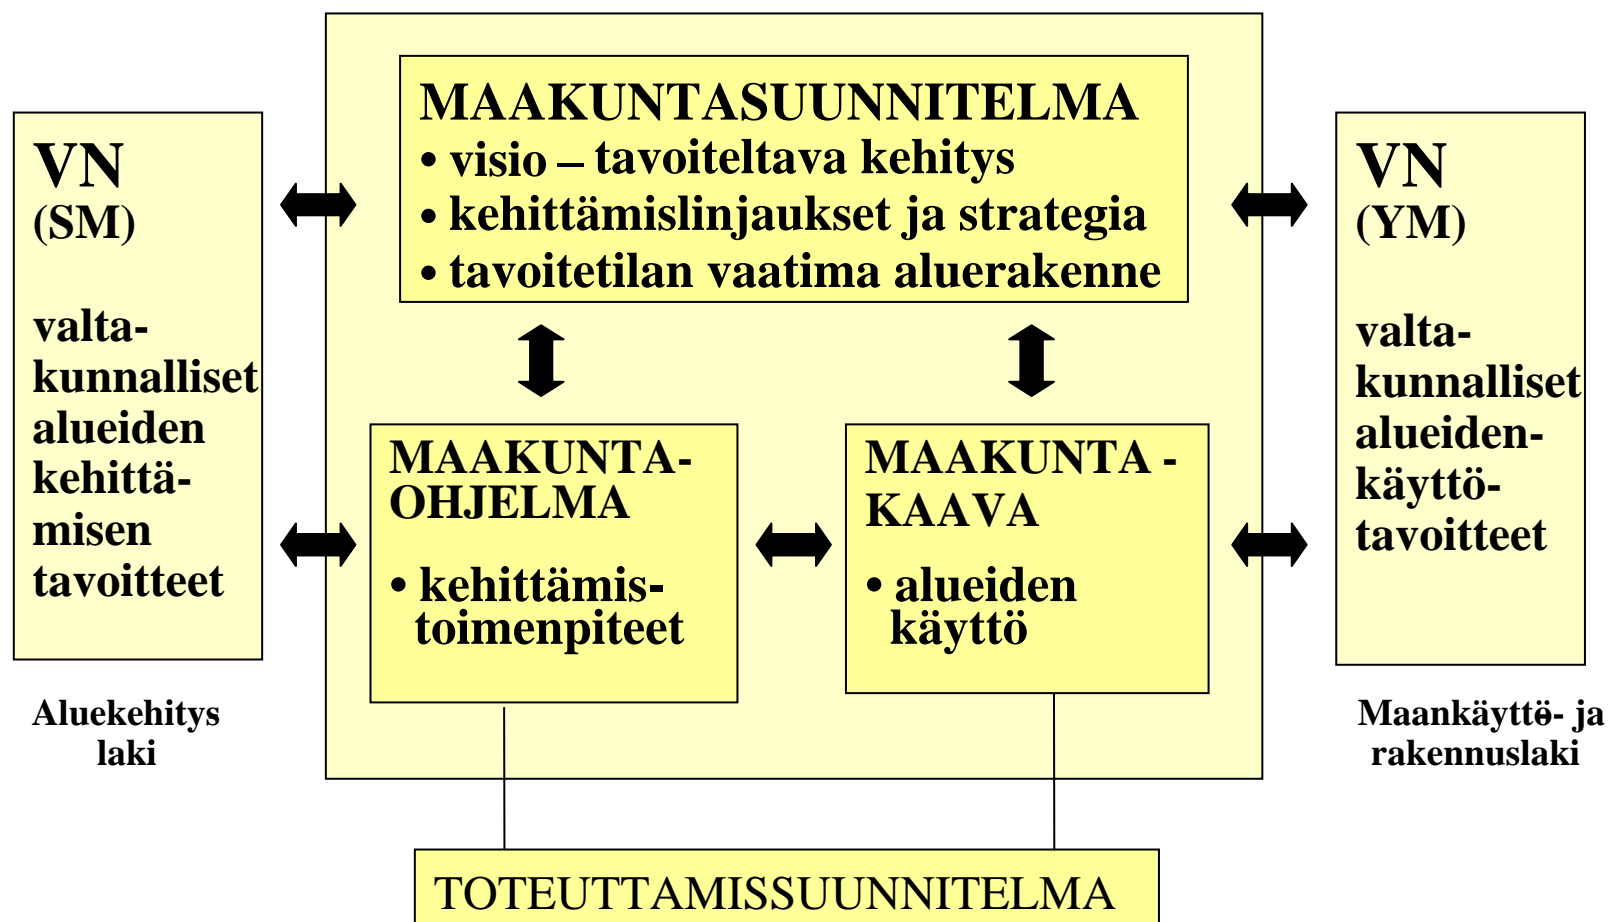 VN
(SM)
valta-
kunnalliset
alueiden
kehittä-
misen
tavoitteet
Aluekehitys
laki
MAAKUNTASUUNNITELMA
• visio – tavoiteltava kehitys
• kehittämislinjaukset ja strategia
• tavoitetilan vaatima aluerakenne
MAAKUNTA-
OHJELMA
• kehittämis-
toimenpiteet
MAAKUNTA -
KAAVA
• alueiden
käyttö
VN
(YM)
valta-
kunnalliset
alueiden-
käyttö-
tavoitteet
Maankäyttö- ja
rakennuslaki
TOTEUTTAMISSUUNNITELMA